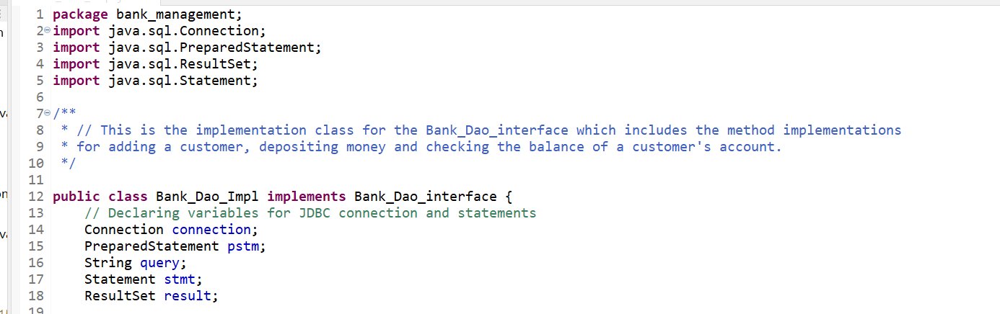 1 package bank_management;
2 import java.sql.Connection;
3 import java.sql.PreparedStatement;
4 import java.sql.ResultSet;
5 import java.sql.Statement;
6
7 /**
8  * // This is the implementation class for the Bank_Dao_interface which includes the method implementations
9  * for adding a customer, depositing money and checking the balance of a customer's account.
10  */
11
12 public class Bank_Dao_Impl implements Bank_Dao_interface {
13     // Declaring variables for JDBC connection and statements
14     Connection connection;
15     PreparedStatement pstm;
16     String query;
17     Statement stmt;
18     ResultSet result;
19